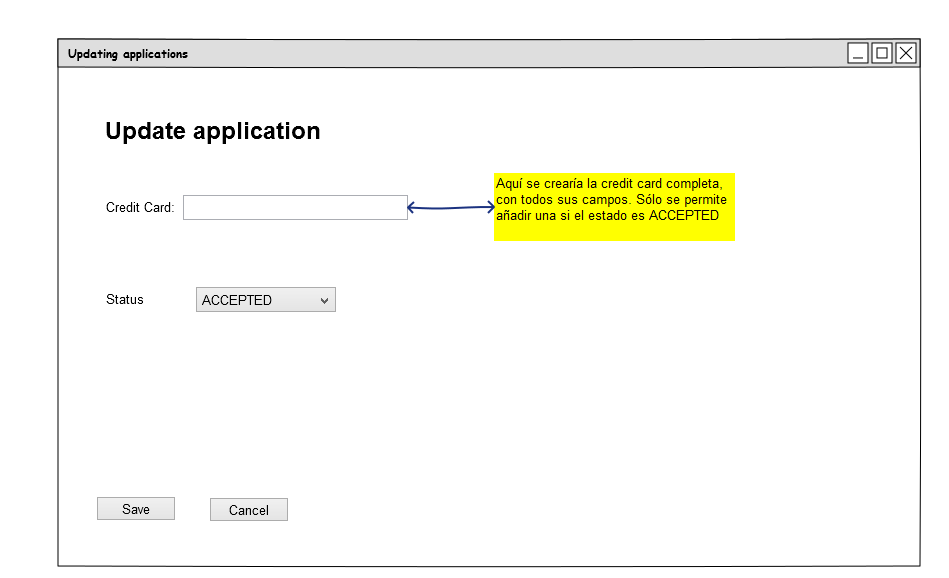 Updating applications
Update application
Aquí se crearía la credit card completa,
con todos sus campos. Sólo se permite
añadir una si el estado es ACCEPTED
Credit Card:
Status
ACCEPTED
Save
Cancel